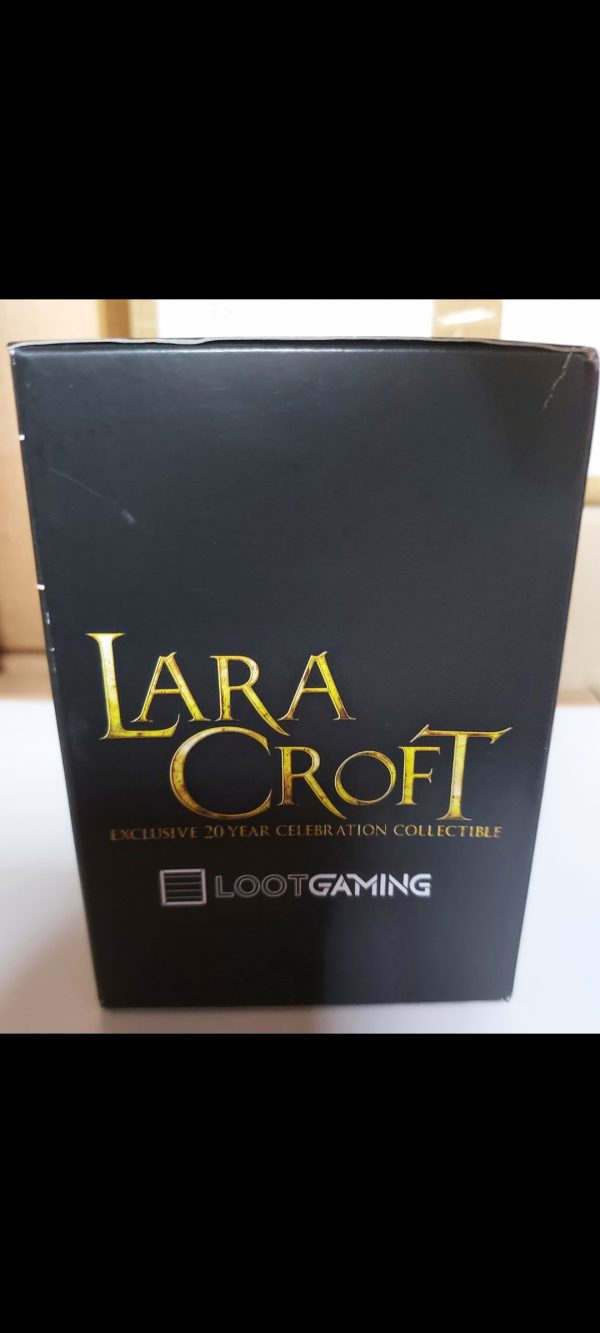 LARA
CROFT
EXCLUSIVE 20 YEAR CELEBRATION COLLECTIBLE
LOOTGAMING